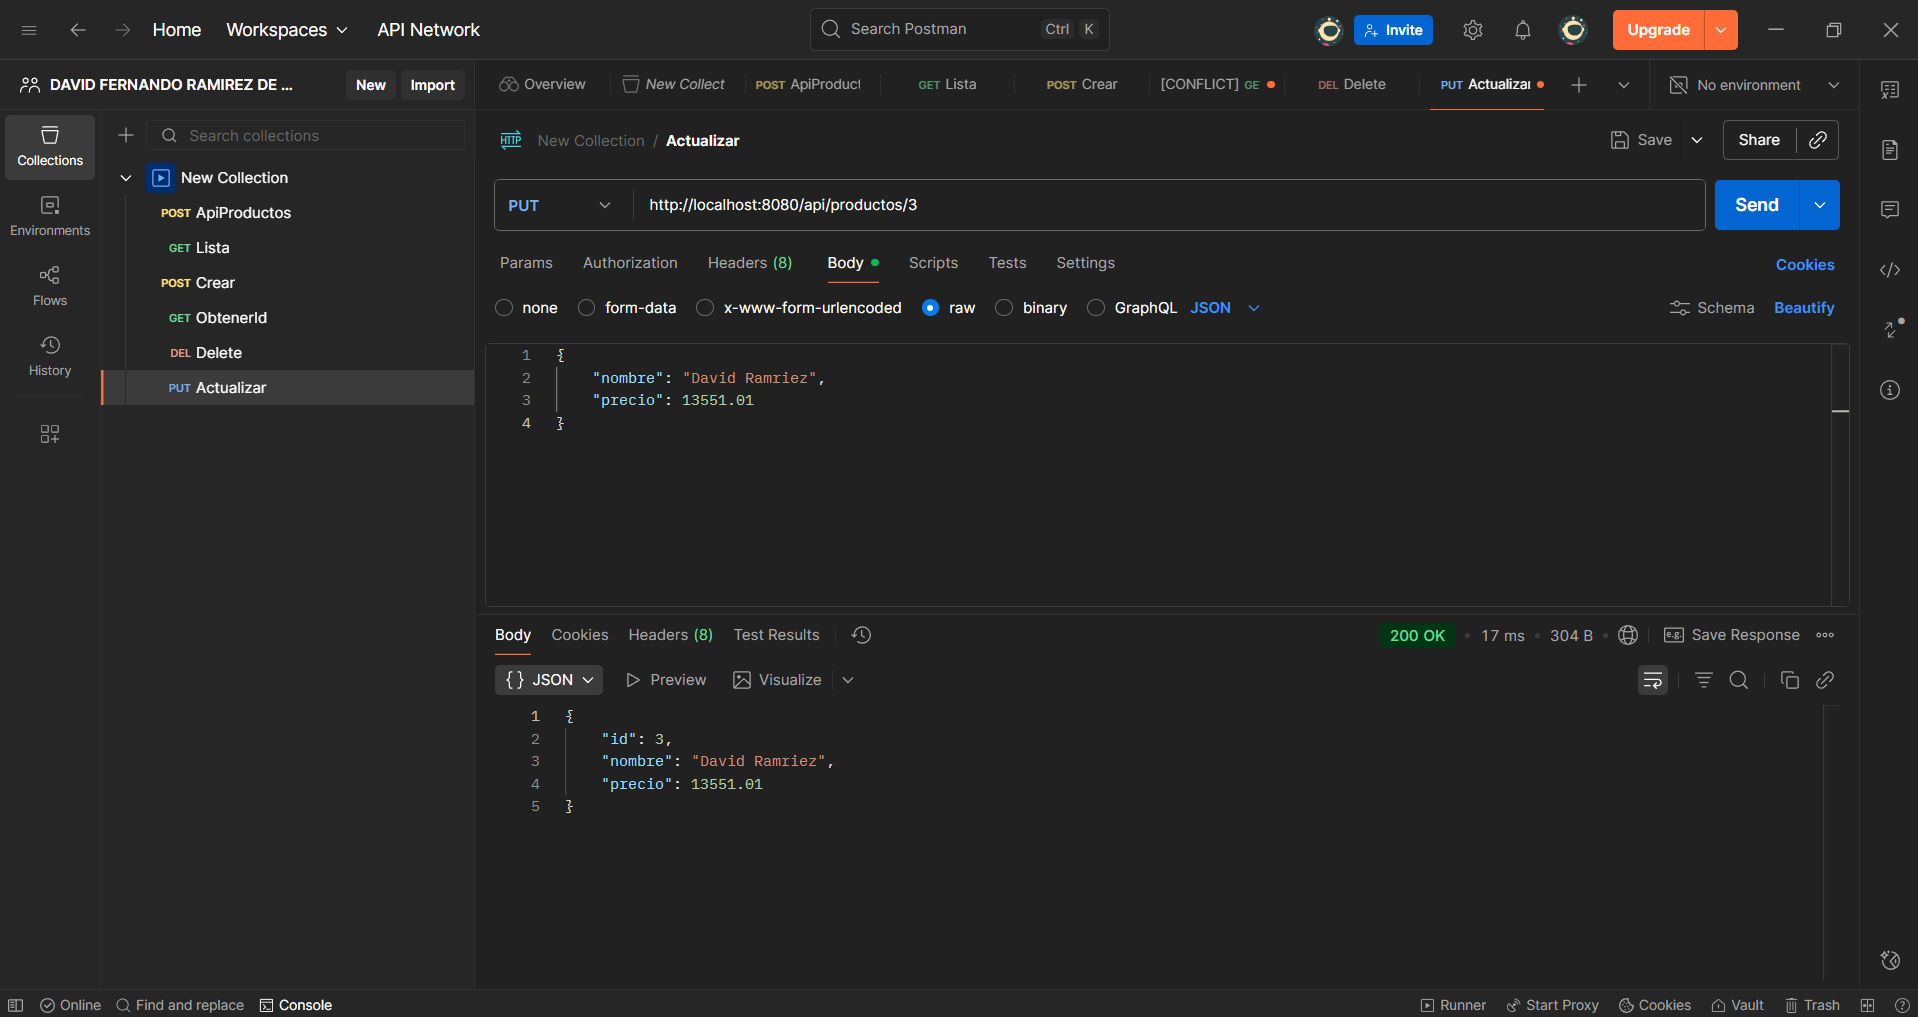 Home Workspaces API Network Search Postman Ctrl K Invite Upgrade
DAVID FERNANDO RAMIREZ DE ... New Import Overview New Collect POST ApiProduct GET Lista POST Crear [CONFLICT] GE DEL Delete PUT Actualizar No environment
Collections
Environments
Flows
History
Search collections
New Collection
POST ApiProductos
GET Lista
POST Crear
GET ObtenerId
DEL Delete
PUT Actualizar
HTTP New Collection / Actualizar Save Share
PUT http://localhost:8080/api/productos/3 Send
Params Authorization Headers (8) Body Scripts Tests Settings Cookies
none form-data x-www-form-urlencoded raw binary GraphQL JSON Schema Beautify
1 {
2 "nombre": "David Ramriez",
3 "precio": 13551.01
4 }
Body Cookies Headers (8) Test Results 200 OK • 17 ms • 304 B • e.g. Save Response
{} JSON Preview Visualize
1 {
2 "id": 3,
3 "nombre": "David Ramriez",
4 "precio": 13551.01
5 }
Online Find and replace Console Runner Start Proxy Cookies Vault Trash